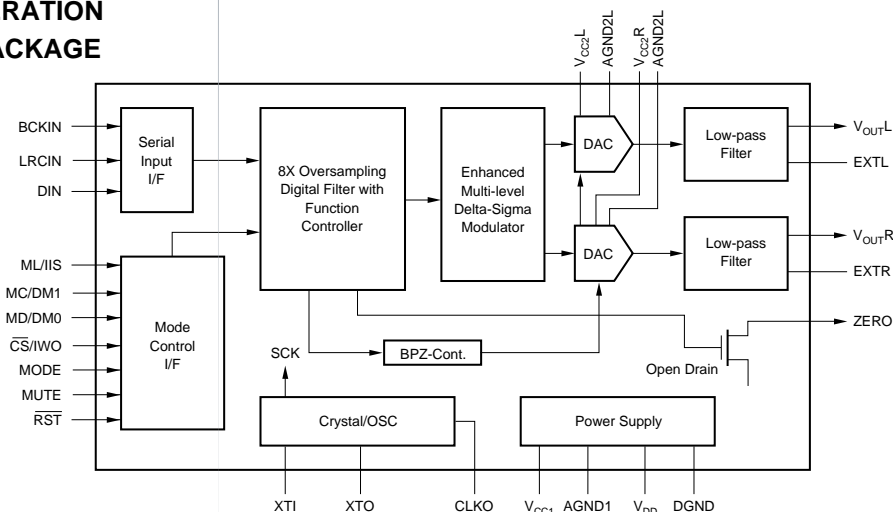 ERATION
ACKAGE
VCC2L
AGND2L
VCC2R
AGND2L
BCKIN
LRCIN
DIN
Serial
Input
I/F
8X Oversampling
Digital Filter with
Function
Controller
Enhanced
Multi-level
Delta-Sigma
Modulator
DAC
Low-pass
Filter
VOUTL
EXTL
DAC
Low-pass
Filter
VOUTR
EXTR
ML/IIS
MC/DM1
MD/DM0
CS/IWO
MODE
MUTE
RST
Mode
Control
I/F
SCK
BPZ-Cont.
Open Drain
ZERO
Crystal/OSC
Power Supply
XTI
XTO
CLKO
VCC1
AGND1
VDD
DGND